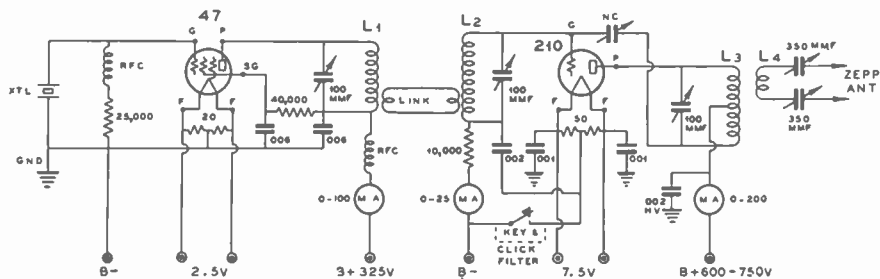 47
G P
RFC
SG
XTL
25,000
F F
20
40,000
.006
.006
100 MMF
GND
L1
LINK
RFC
0-100 MA
B-
2.5V
3+ 325V
L2
100 MMF
10,000
.002
.001
0-25 MA
KEY &
CLICK
FILTER
B-
NC
210
G
P
F F
50
.001
7.5V
100 MMF
L3
L4
350 MMF
ZEPP
ANT
350 MMF
.002
HV
MA 0-200
B+600-750V